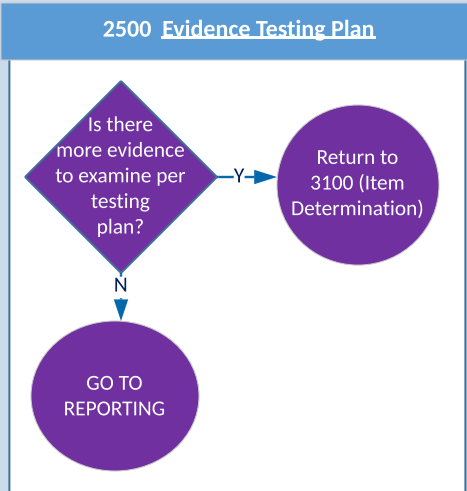 2500 Evidence Testing Plan
Is there
more evidence
to examine per
testing
plan?
Y
Return to
3100 (Item
Determination)
N
GO TO
REPORTING